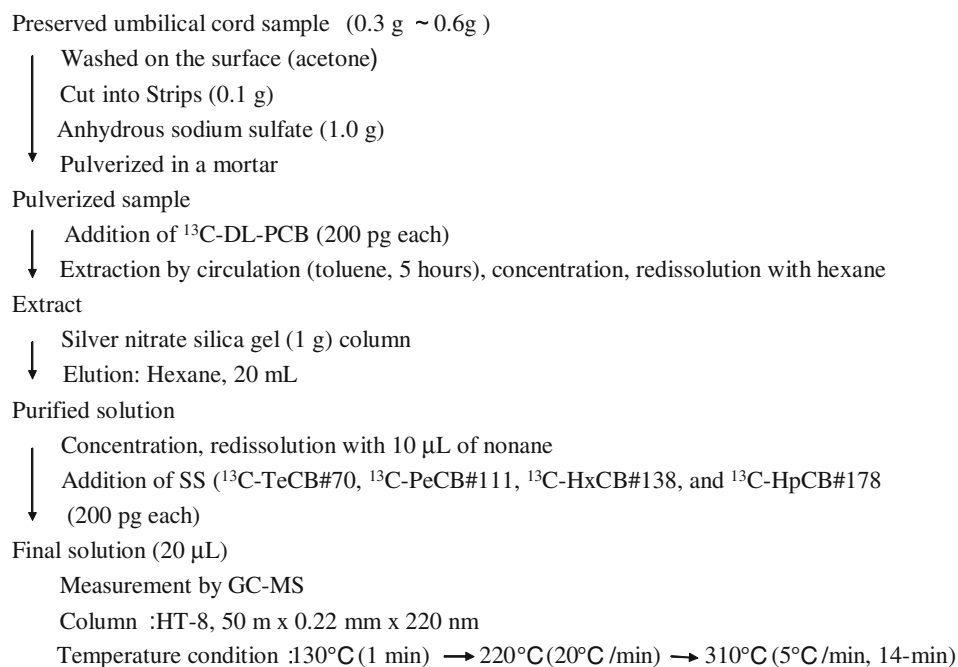 Preserved umbilical cord sample (0.3 g ~ 0.6g )
Washed on the surface (acetone)
Cut into Strips (0.1 g)
Anhydrous sodium sulfate (1.0 g)
Pulverized in a mortar
Pulverized sample
Addition of ¹³C-DL-PCB (200 pg each)
Extraction by circulation (toluene, 5 hours), concentration, redissolution with hexane
Extract
Silver nitrate silica gel (1 g) column
Elution: Hexane, 20 mL
Purified solution
Concentration, redissolution with 10 μL of nonane
Addition of SS (¹³C-TeCB#70, ¹³C-PeCB#111, ¹³C-HxCB#138, and ¹³C-HpCB#178
(200 pg each)
Final solution (20 μL)
Measurement by GC-MS
Column :HT-8, 50 m x 0.22 mm x 220 nm
Temperature condition :130°C (1 min) → 220°C (20°C /min) → 310°C (5°C /min, 14-min)